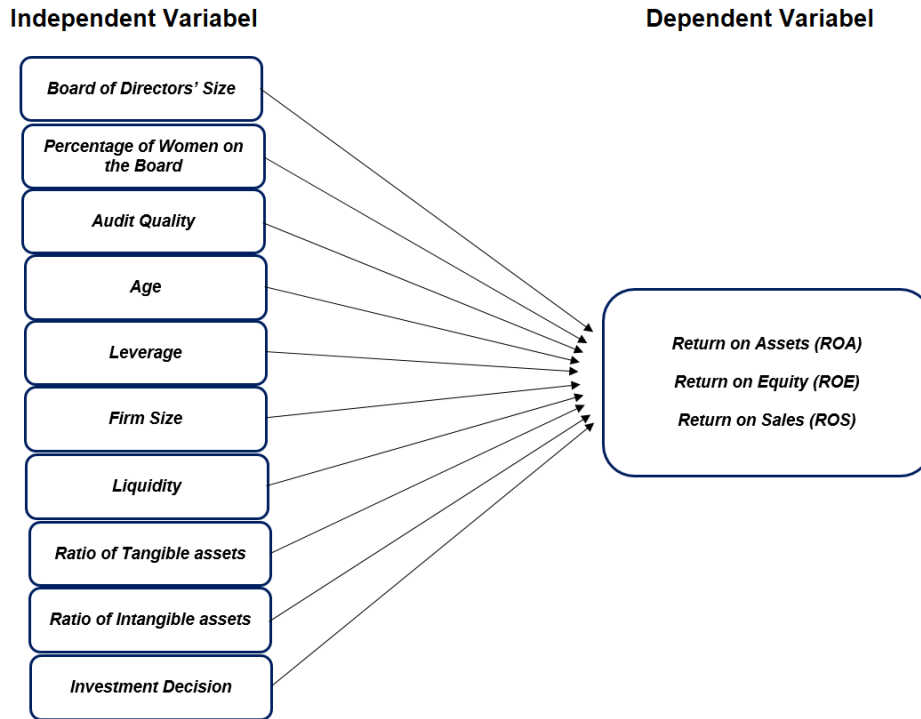 Independent Variabel
Dependent Variabel
Board of Directors' Size
Percentage of Women on
the Board
Audit Quality
Age
Leverage
Firm Size
Liquidity
Ratio of Tangible assets
Ratio of Intangible assets
Investment Decision
Return on Assets (ROA)
Return on Equity (ROE)
Return on Sales (ROS)